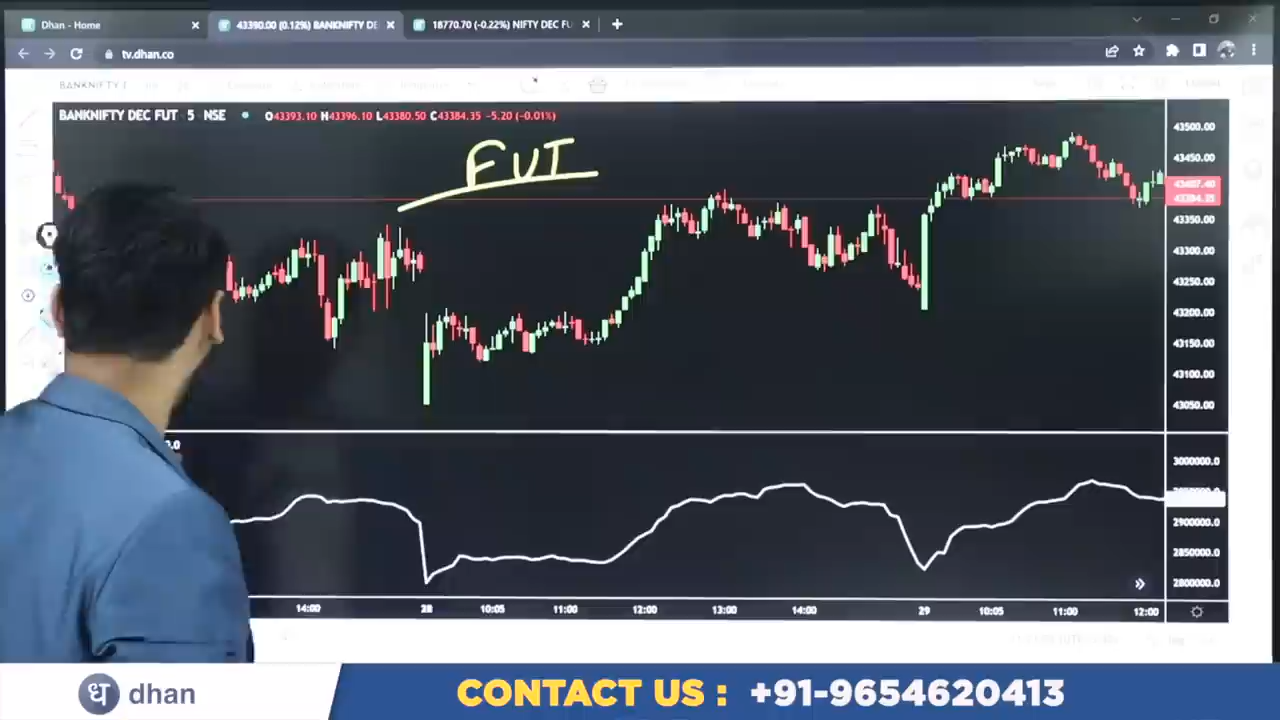 Dhan - Home
43390.00 (0.12%) BANKNIFTY DE
18770.70 (-0.22%) NIFTY DEC FU
tv.dhan.co
BANKNIFTY
BANKNIFTY DEC FUT 5 NSE O43393.10 H43396.10 L43380.50 C43384.35 -5.20 (-0.01%)
FUT
43500.00
43450.00
43407.40
43384.35
43350.00
43300.00
43250.00
43200.00
43150.00
43100.00
43050.00
3000000.0
2900000.0
2850000.0
2800000.0
14:00 28 10:05 11:00 12:00 13:00 14:00 29 10:05 11:00 12:00
ध dhan
CONTACT US : +91-9654620413